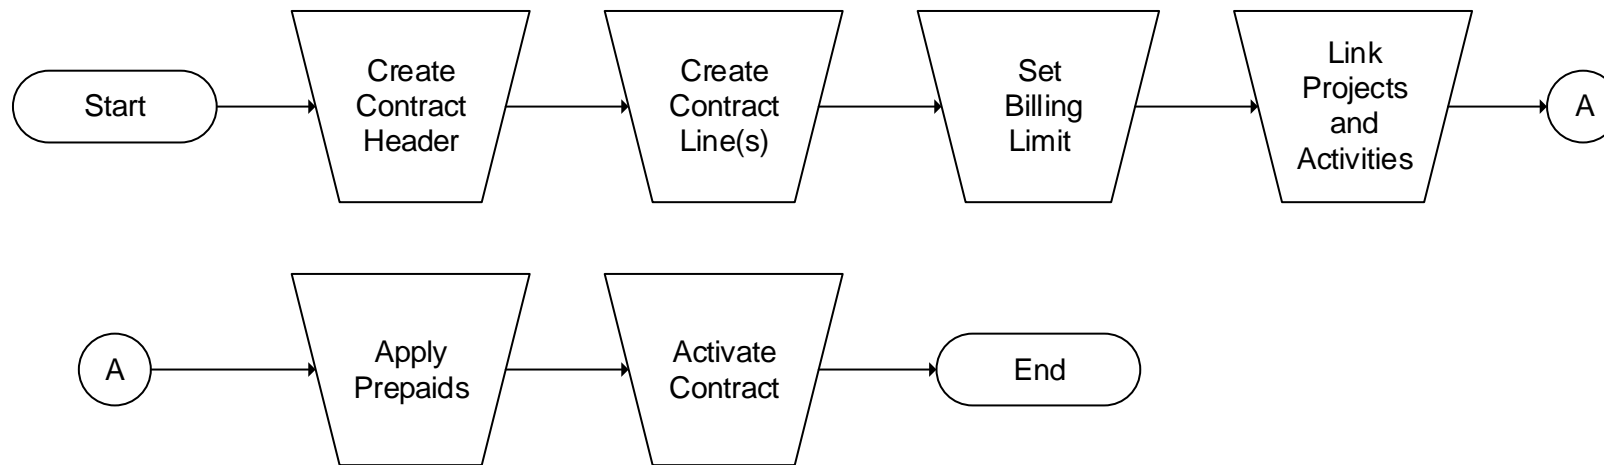 Start
Create
Contract
Header
Create
Contract
Line(s)
Set
Billing
Limit
Link
Projects
and
Activities
A
A
Apply
Prepaids
Activate
Contract
End